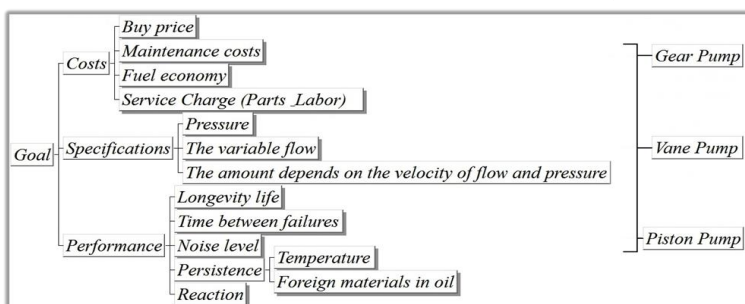 Buy price
Maintenance costs
Gear Pump
Costs
Fuel economy
Service Charge (Parts_Labor)
Pressure
Goal
Specifications
The variable flow
Vane Pump
The amount depends on the velocity of flow and pressure
Longevity life
Time between failures
Performance
Noise level
Piston Pump
Temperature
Persistence
Foreign materials in oil
Reaction